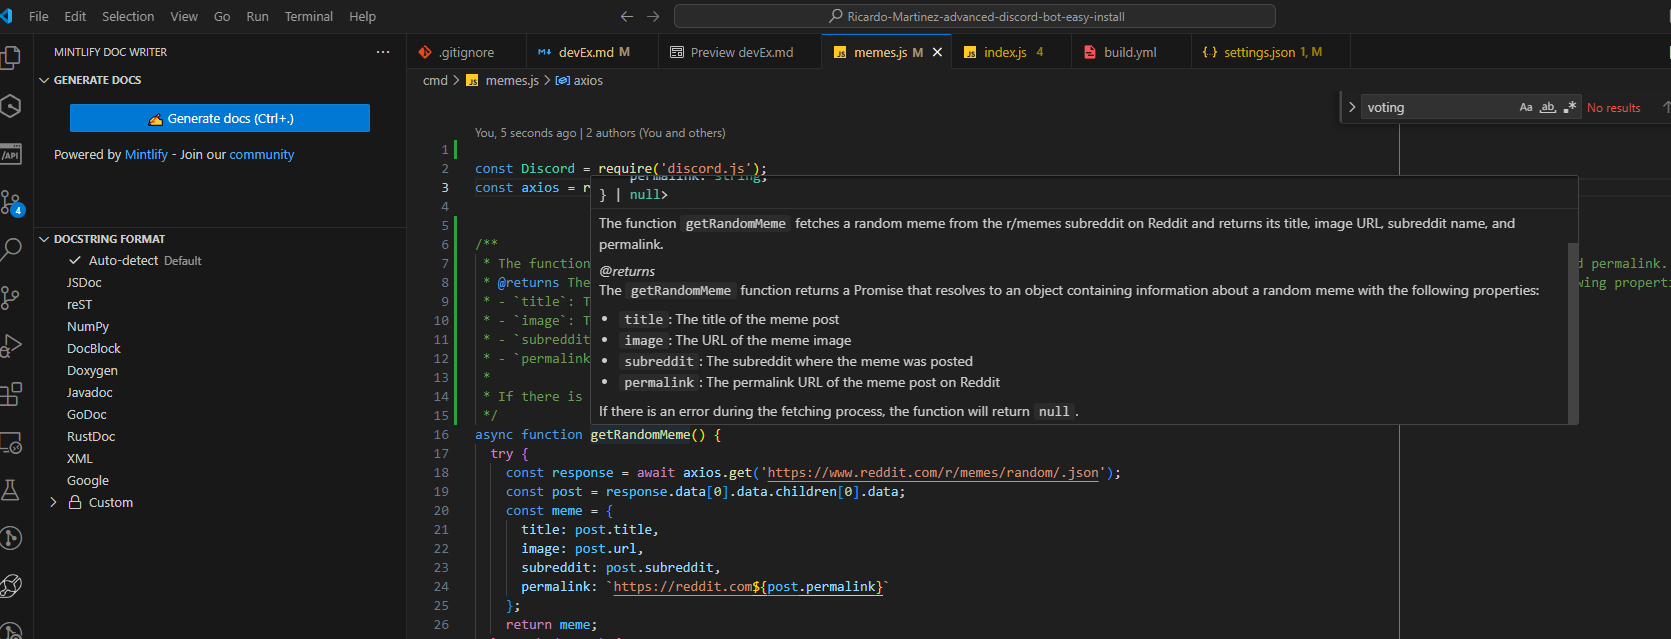 File Edit Selection View Go Run Terminal Help
Ricardo-Martinez-advanced-discord-bot-easy-install
MINTLIFY DOC WRITER ...
GENERATE DOCS
Generate docs (Ctrl+.)
Powered by Mintlify - Join our community
4
DOCSTRING FORMAT
Auto-detect Default
JSDoc
reST
NumPy
DocBlock
Doxygen
Javadoc
GoDoc
RustDoc
XML
Google
Custom
.gitignore devEx.md M Preview devEx.md memes.js M index.js 4 build.yml settings.json 1, M
cmd > memes.js > axios
voting Aa ab No results
You, 5 seconds ago | 2 authors (You and others)
1
2 const Discord = require('discord.js');
3 const axios = r
4
5
6 /**
7 * The function
8 * @returns The
9 * - `title`: T
10 * - `image`: T
11 * - `subreddit
12 * - `permalink
13 *
14 * If there is
15 */
16 async function getRandomMeme() {
17 try {
18 const response = await axios.get('https://www.reddit.com/r/memes/random/.json');
19 const post = response.data[0].data.children[0].data;
20 const meme = {
21 title: post.title,
22 image: post.url,
23 subreddit: post.subreddit,
24 permalink: `https://reddit.com${post.permalink}`
25 };
26 return meme;
permalink: string;
} | null>
The function getRandomMeme fetches a random meme from the r/memes subreddit on Reddit and returns its title, image URL, subreddit name, and
permalink.
@returns
The getRandomMeme function returns a Promise that resolves to an object containing information about a random meme with the following properties:
• title : The title of the meme post
• image : The URL of the meme image
• subreddit : The subreddit where the meme was posted
• permalink : The permalink URL of the meme post on Reddit
If there is an error during the fetching process, the function will return null .
d permalink.
wing properti